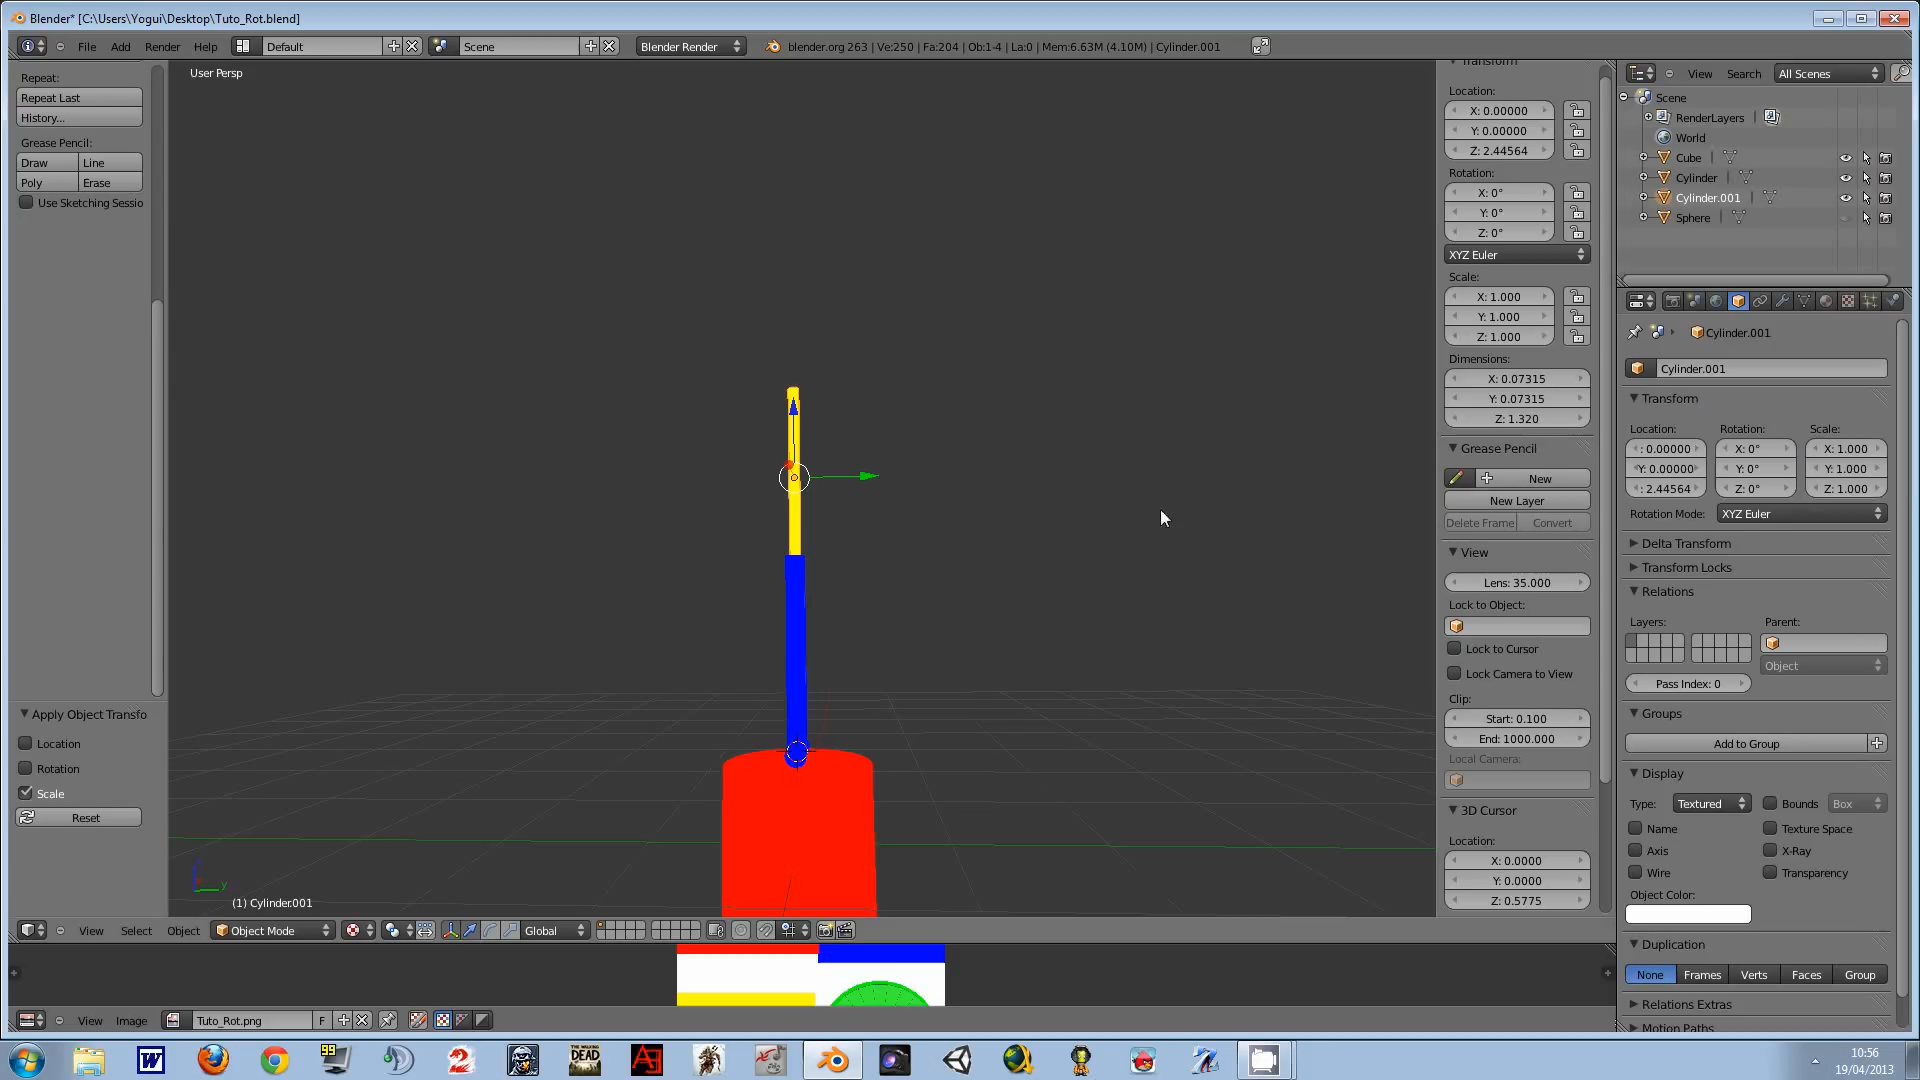 Blender* [C:\Users\Yogui\Desktop\Tuto_Rot.blend]
File Add Render Help Default Scene Blender Render blender.org 263 | Ve:250 | Fa:204 | Ob:1-4 | La:0 | Mem:6.63M (4.10M) | Cylinder.001
User Persp
Repeat:
Repeat Last
History...
Grease Pencil:
Draw Line
Poly Erase
Use Sketching Sessio
Apply Object Transfo
Location
Rotation
Scale
Reset
y
(1) Cylinder.001
View Select Object Object Mode Global
View Image Tuto_Rot.png F
Transform
Location:
X: 0.00000
Y: 0.00000
Z: 2.44564
Rotation:
X: 0°
Y: 0°
Z: 0°
XYZ Euler
Scale:
X: 1.000
Y: 1.000
Z: 1.000
Dimensions:
X: 0.07315
Y: 0.07315
Z: 1.320
Grease Pencil
New
New Layer
Delete Frame Convert
View
Lens: 35.000
Lock to Object:
Lock to Cursor
Lock Camera to View
Clip:
Start: 0.100
End: 1000.000
Local Camera:
3D Cursor
Location:
X: 0.0000
Y: 0.0000
Z: 0.5775
View Search All Scenes
Scene
RenderLayers
World
Cube
Cylinder
Cylinder.001
Sphere
Cylinder.001
Cylinder.001
Transform
Location: Rotation: Scale:
: 0.00000 X: 0° X: 1.000
Y: 0.00000 Y: 0° Y: 1.000
: 2.44564 Z: 0° Z: 1.000
Rotation Mode: XYZ Euler
Delta Transform
Transform Locks
Relations
Layers: Parent:
Object
Pass Index: 0
Groups
Add to Group
Display
Type: Textured Bounds Box
Name Texture Space
Axis X-Ray
Wire Transparency
Object Color:
Duplication
None Frames Verts Faces Group
Relations Extras
Motion Paths
W 99 2 THE WALKING DEAD
10:56
19/04/2013